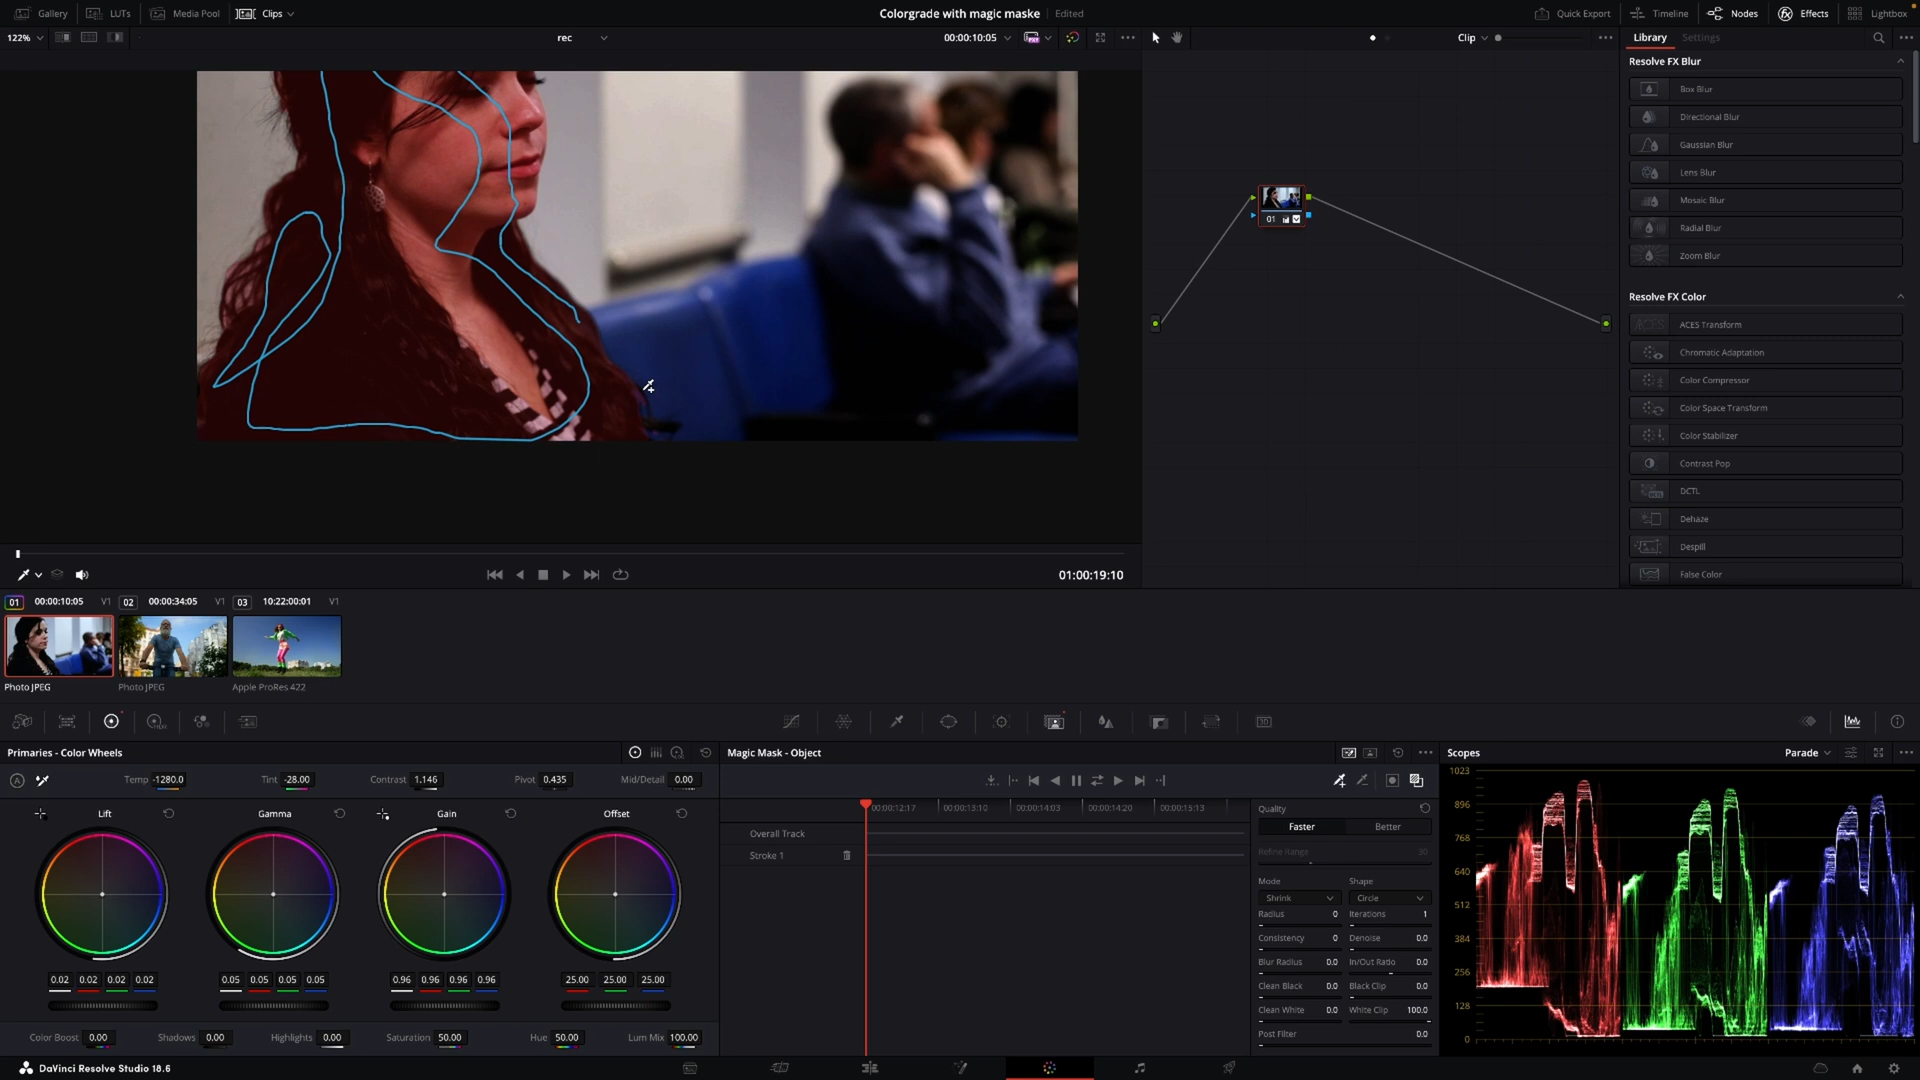 Gallery LUTs Media Pool Clips Colorgrade with magic maske Edited Quick Export Timeline Nodes Effects Lightbox
122% rec 00:00:10:05 Clip Library Settings
Resolve FX Blur
Box Blur
Directional Blur
Gaussian Blur
Lens Blur
Mosaic Blur
Radial Blur
Zoom Blur
01
Resolve FX Color
ACES Transform
Chromatic Adaptation
Color Compressor
Color Space Transform
Color Stabilizer
Contrast Pop
DCTL
Dehaze
Despill
False Color
01:00:19:10
01 00:00:10:05 V1 02 00:00:34:05 V1 03 10:22:00:01 V1
Photo JPEG Photo JPEG Apple ProRes 422
Primaries - Color Wheels
Temp -1280.0 Tint -28.00 Contrast 1.146 Pivot 0.435 Mid/Detail 0.00
Lift Gamma Gain Offset
0.02 0.02 0.02 0.02 0.05 0.05 0.05 0.05 0.96 0.96 0.96 0.96 25.00 25.00 25.00
Color Boost 0.00 Shadows 0.00 Highlights 0.00 Saturation 50.00 Hue 50.00 Lum Mix 100.00
Magic Mask - Object
00:00:12:17 00:00:13:10 00:00:14:03 00:00:14:20 00:00:15:13
Overall Track
Stroke 1
Quality
Faster Better
Refine Range 30
Mode Shape
Shrink Circle
Radius 0 Iterations 1
Consistency 0 Denoise 0.0
Blur Radius 0.0 In/Out Ratio 0.0
Clean Black 0.0 Black Clip 0.0
Clean White 0.0 White Clip 100.0
Post Filter 0.0
Scopes Parade
1023
896
768
640
512
384
256
128
0
DaVinci Resolve Studio 18.6